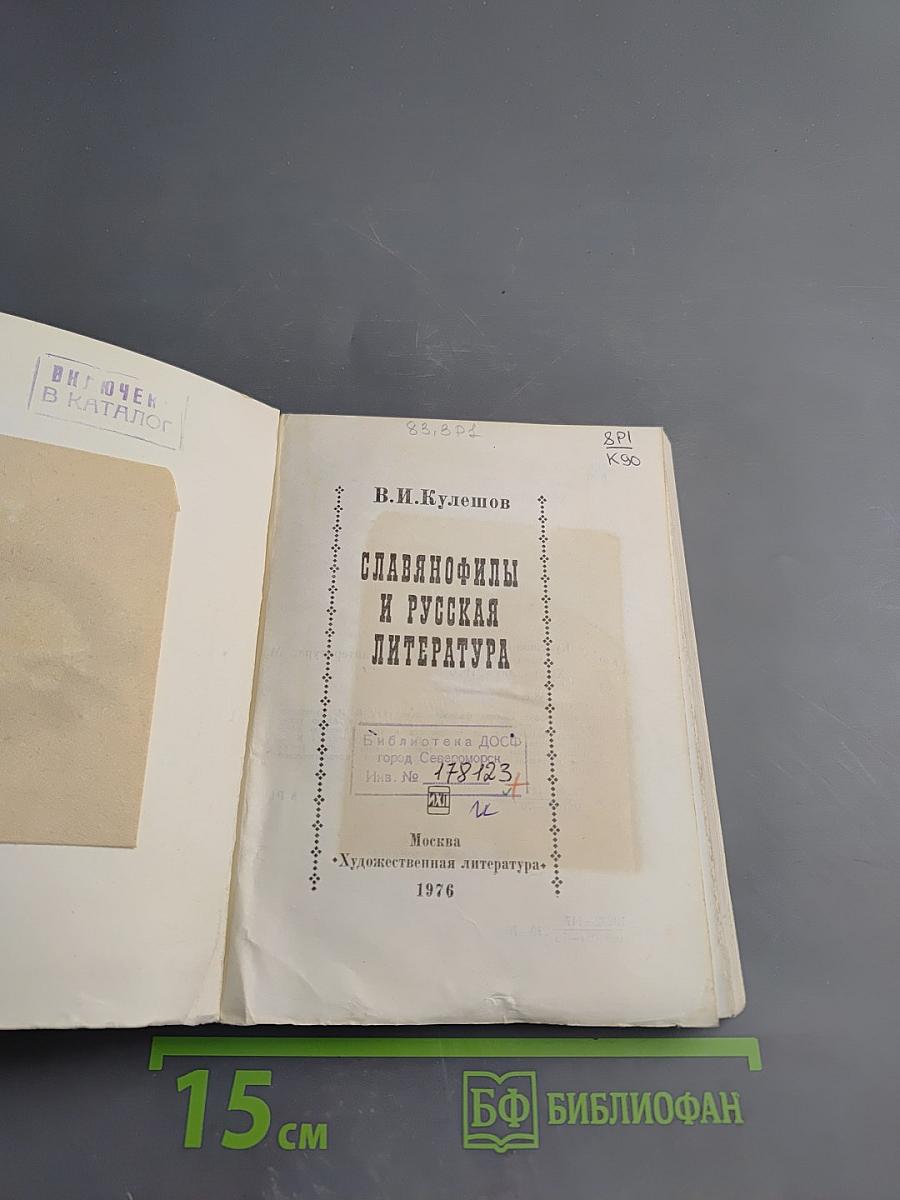 ВКЛЮЧЕН
В КАТАЛОГ
83,3Р1
8Р1
К90
В.И.Кулешов
СЛАВЯНОФИЛЫ
И РУССКАЯ
ЛИТЕРАТУРА
Библиотека ДОСФ
город Североморск
Инв. № 178123
ИХЛ
Москва
«Художественная литература»
1976
15 см
БФ БИБЛИОФАН